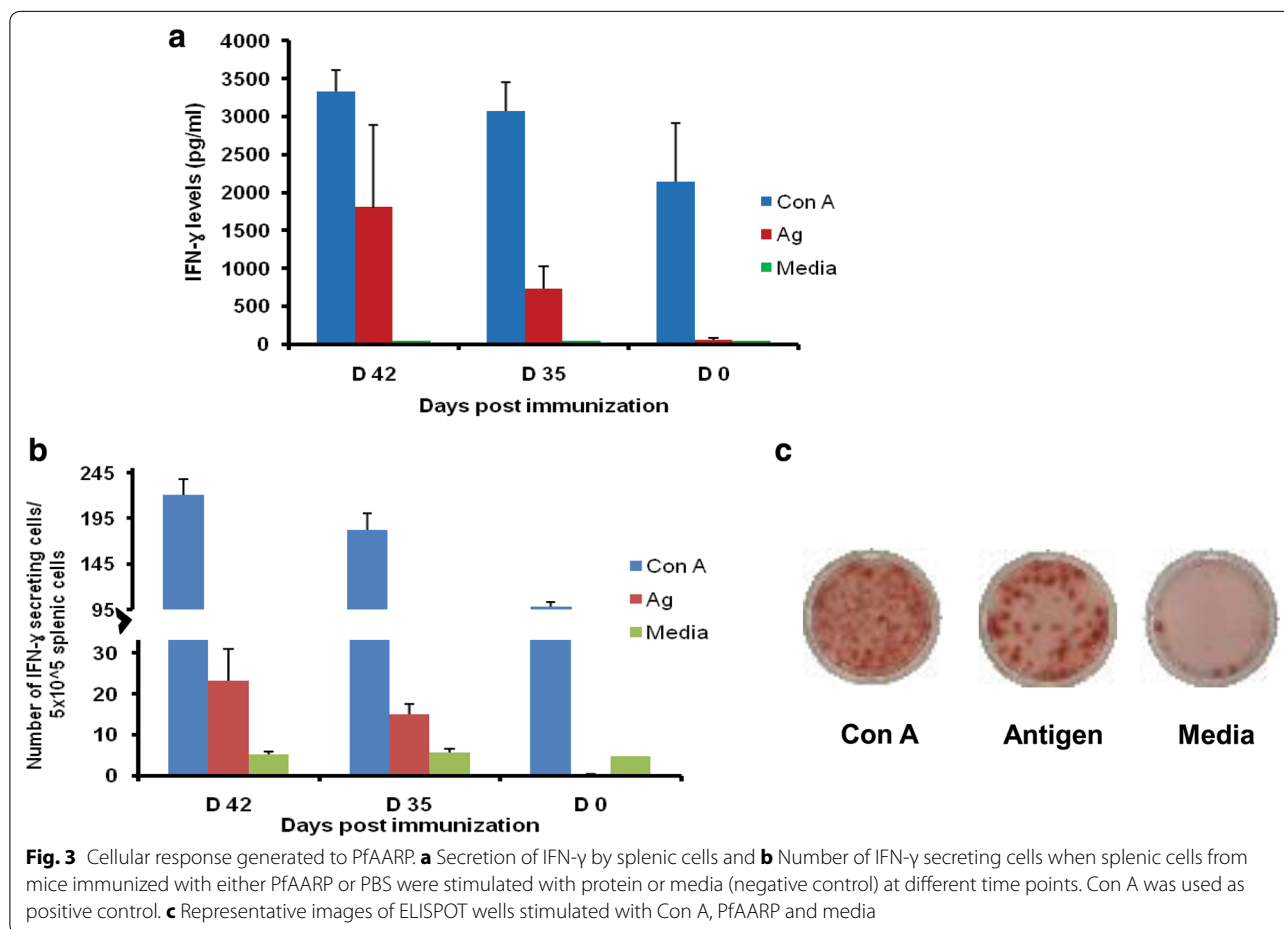 a
4000
3500
3000
2500
2000
1500
1000
500
0
IFN-ɣ levels (pg/ml)
Con A
Ag
Media
D 42 D 35 D 0
Days post immunization
b
245
195
145
95
30
20
10
0
Number of IFN-ɣ secreting cells/
5x10^5 splenic cells
Con A
Ag
Media
D 42 D 35 D 0
Days post immunization
c
Con A Antigen Media
Fig. 3 Cellular response generated to PfAARP. a Secretion of IFN-γ by splenic cells and b Number of IFN-γ secreting cells when splenic cells from
mice immunized with either PfAARP or PBS were stimulated with protein or media (negative control) at different time points. Con A was used as
positive control. c Representative images of ELISPOT wells stimulated with Con A, PfAARP and media